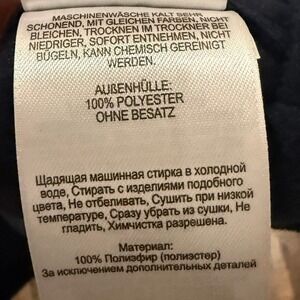 MASCHINENWÄSCHE KALT SEHR
SCHONEND, MIT GLEICHEN FARBEN, NICHT
BLEICHEN, TROCKNEN IM TROCKNER BEI
NIEDRIGER, SOFORT ENTNEHMEN, NICHT
BÜGELN, KANN CHEMISCH GEREINIGT
WERDEN.
AUßENHÜLLE:
100% POLYESTER
OHNE BESATZ
Щадящая машинная стирка в холодной
воде, Стирать с изделиями подобного
цвета, Не отбеливать, Сушить при низкой
температуре, Сразу убрать из сушки, Не
гладить, Химчистка разрешена.
Материал:
100% Полиэфир (полиэстер)
За исключением дополнительных деталей